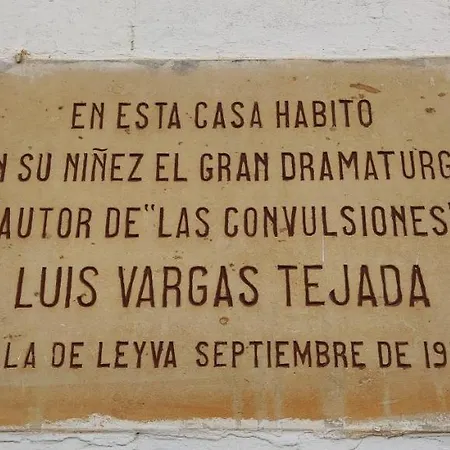 EN ESTA CASA HABITO
N SU NIÑEZ EL GRAN DRAMATURG
AUTOR DE "LAS CONVULSIONES"
LUIS VARGAS TEJADA
LA DE LEYVA SEPTIEMBRE DE 19